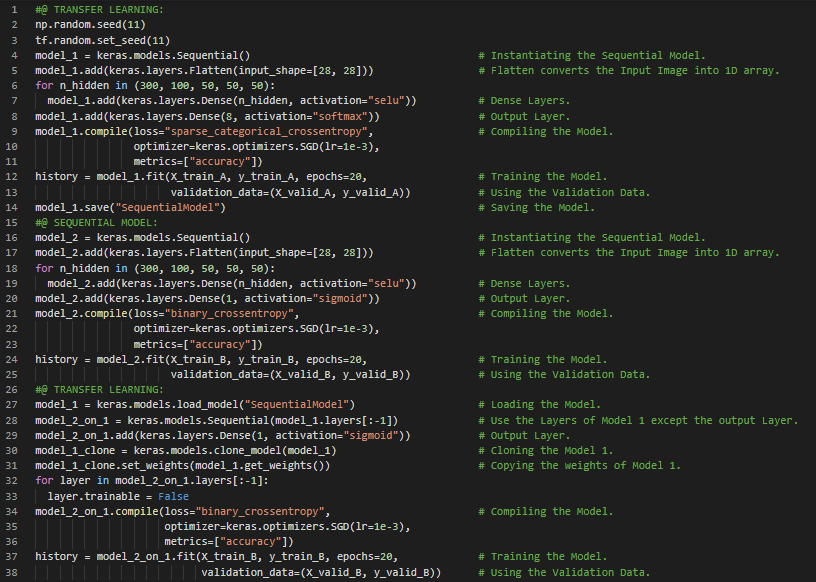 1 #@ TRANSFER LEARNING:
2 np.random.seed(11)
3 tf.random.set_seed(11)
4 model_1 = keras.models.Sequential() # Instantiating the Sequential Model.
5 model_1.add(keras.layers.Flatten(input_shape=[28, 28])) # Flatten converts the Input Image into 1D array.
6 for n_hidden in (300, 100, 50, 50, 50):
7 model_1.add(keras.layers.Dense(n_hidden, activation="selu")) # Dense Layers.
8 model_1.add(keras.layers.Dense(8, activation="softmax")) # Output Layer.
9 model_1.compile(loss="sparse_categorical_crossentropy", # Compiling the Model.
10 optimizer=keras.optimizers.SGD(lr=1e-3),
11 metrics=["accuracy"])
12 history = model_1.fit(X_train_A, y_train_A, epochs=20, # Training the Model.
13 validation_data=(X_valid_A, y_valid_A)) # Using the Validation Data.
14 model_1.save("SequentialModel") # Saving the Model.
15 #@ SEQUENTIAL MODEL:
16 model_2 = keras.models.Sequential() # Instantiating the Sequential Model.
17 model_2.add(keras.layers.Flatten(input_shape=[28, 28])) # Flatten converts the Input Image into 1D array.
18 for n_hidden in (300, 100, 50, 50, 50):
19 model_2.add(keras.layers.Dense(n_hidden, activation="selu")) # Dense Layers.
20 model_2.add(keras.layers.Dense(1, activation="sigmoid")) # Output Layer.
21 model_2.compile(loss="binary_crossentropy", # Compiling the Model.
22 optimizer=keras.optimizers.SGD(lr=1e-3),
23 metrics=["accuracy"])
24 history = model_2.fit(X_train_B, y_train_B, epochs=20, # Training the Model.
25 validation_data=(X_valid_B, y_valid_B)) # Using the Validation Data.
26 #@ TRANSFER LEARNING:
27 model_1 = keras.models.load_model("SequentialModel") # Loading the Model.
28 model_2_on_1 = keras.models.Sequential(model_1.layers[:-1]) # Use the Layers of Model 1 except the output Layer.
29 model_2_on_1.add(keras.layers.Dense(1, activation="sigmoid")) # Output Layer.
30 model_1_clone = keras.models.clone_model(model_1) # Cloning the Model 1.
31 model_1_clone.set_weights(model_1.get_weights()) # Copying the weights of Model 1.
32 for layer in model_2_on_1.layers[:-1]:
33 layer.trainable = False
34 model_2_on_1.compile(loss="binary_crossentropy", # Compiling the Model.
35 optimizer=keras.optimizers.SGD(lr=1e-3),
36 metrics=["accuracy"])
37 history = model_2_on_1.fit(X_train_B, y_train_B, epochs=20, # Training the Model.
38 validation_data=(X_valid_B, y_valid_B)) # Using the Validation Data.